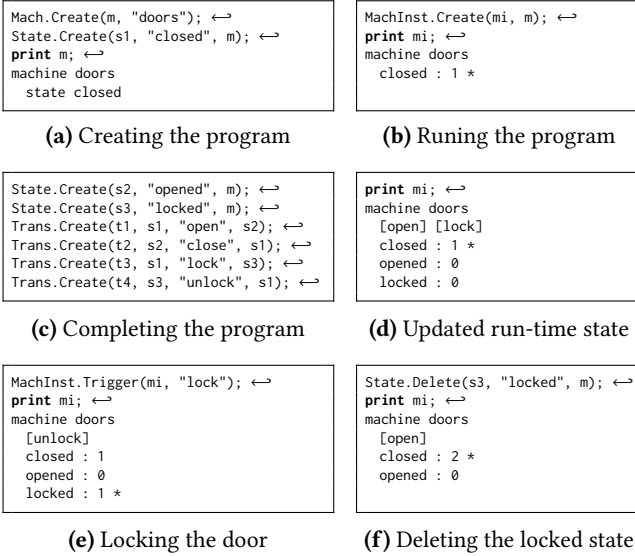 Mach.Create(m, "doors"); ↩
State.Create(s1, "closed", m); ↩
print m; ↩
machine doors
  state closed
(a) Creating the program
MachInst.Create(mi, m); ↩
print mi; ↩
machine doors
  closed : 1 *
(b) Runing the program
State.Create(s2, "opened", m); ↩
State.Create(s3, "locked", m); ↩
Trans.Create(t1, s1, "open", s2); ↩
Trans.Create(t2, s2, "close", s1); ↩
Trans.Create(t3, s1, "lock", s3); ↩
Trans.Create(t4, s3, "unlock", s1); ↩
(c) Completing the program
print mi; ↩
machine doors
  [open] [lock]
  closed : 1 *
  opened : 0
  locked : 0
(d) Updated run-time state
MachInst.Trigger(mi, "lock"); ↩
print mi; ↩
machine doors
  [unlock]
  closed : 1
  opened : 0
  locked : 1 *
(e) Locking the door
State.Delete(s3, "locked", m); ↩
print mi; ↩
machine doors
  [open]
  closed : 2 *
  opened : 0
(f) Deleting the locked state